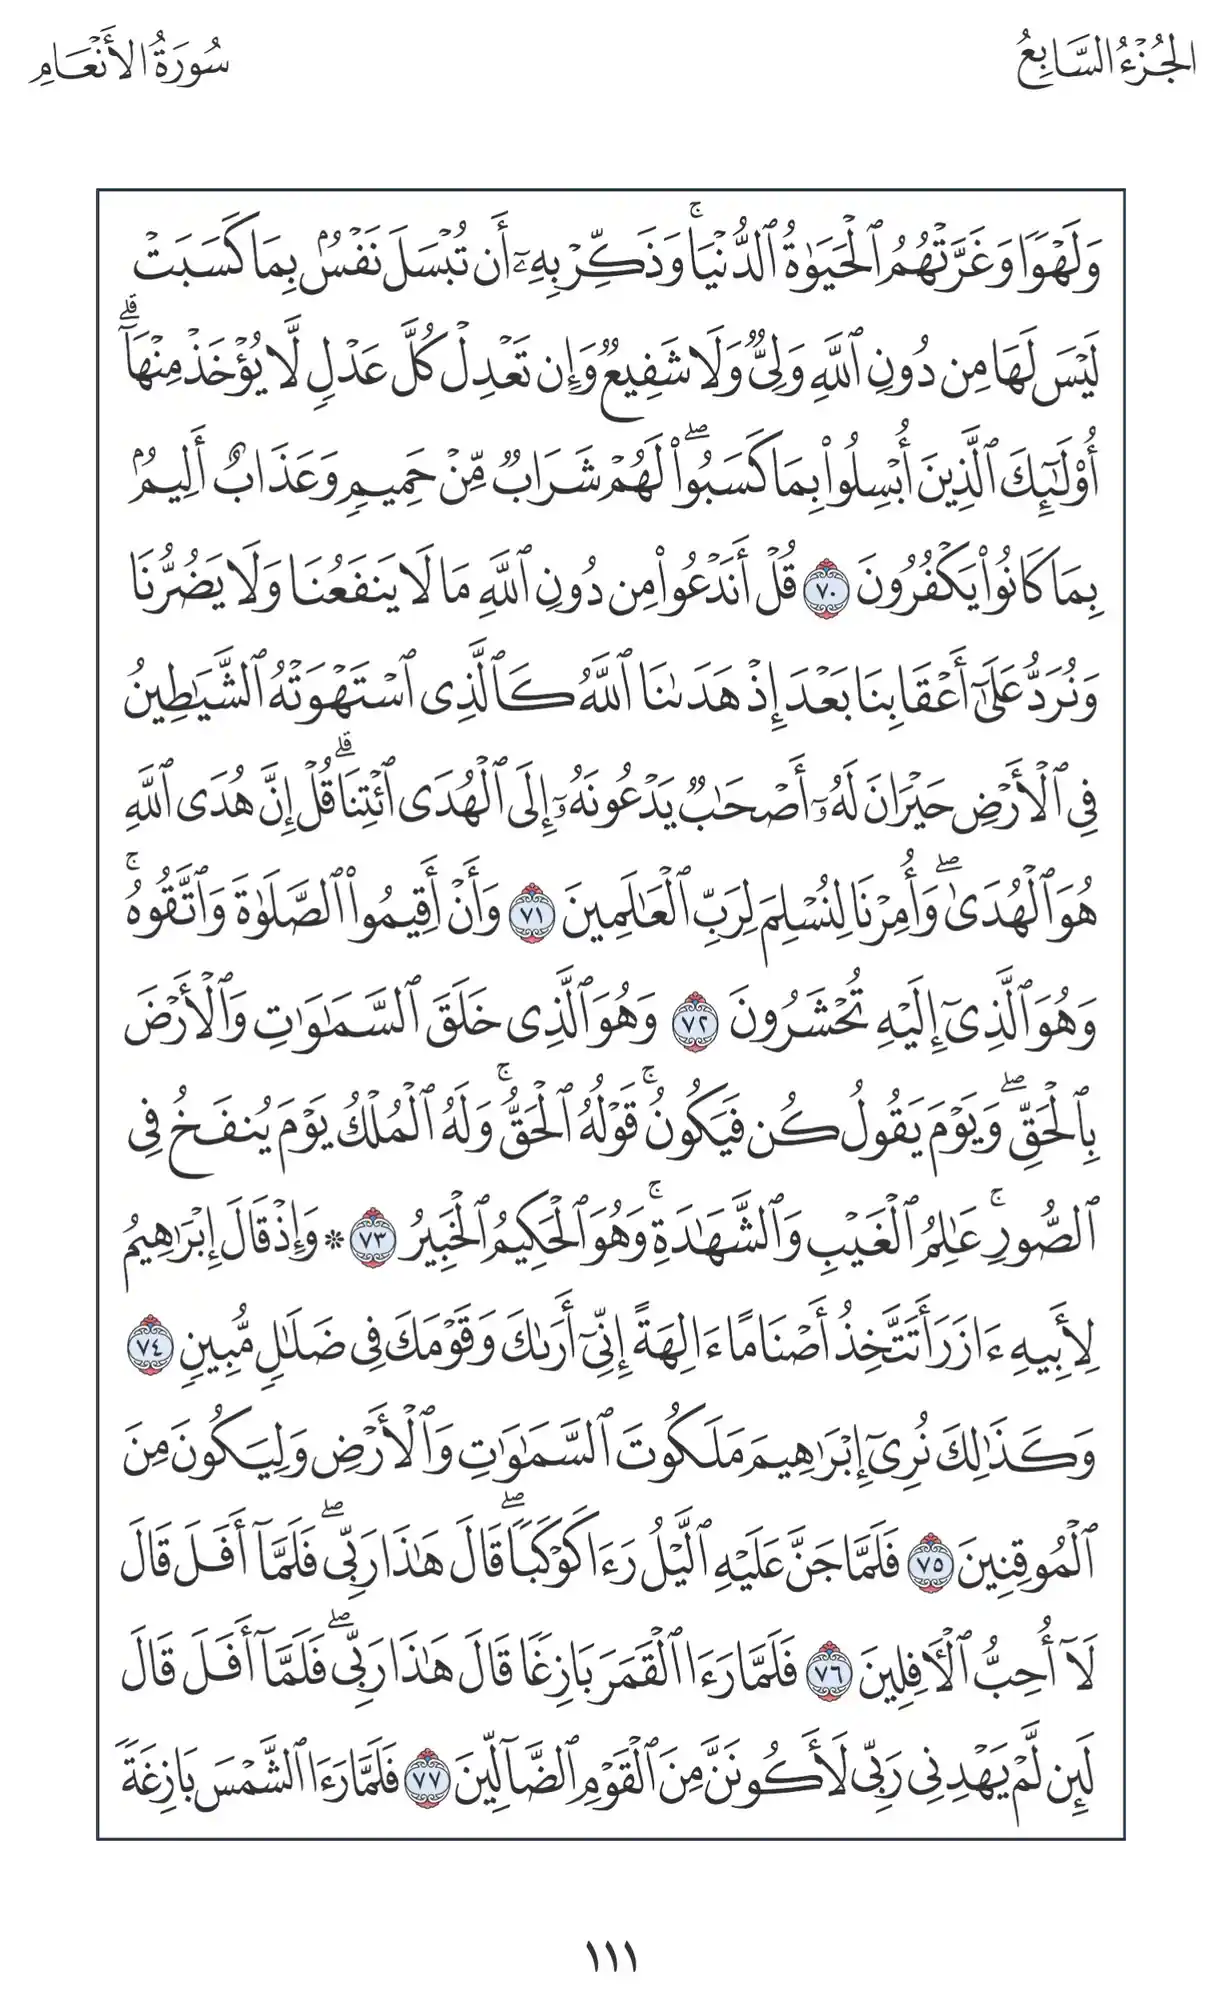 الجُزْءُ السَّابِعُ
سُورَةُ الأَنْعَامِ
وَلَهْوٗا وَغَرَّتْهُمُ ٱلْحَيَوٰةُ ٱلدُّنْيَاۚ وَذَكِّرْ بِهِۦٓ أَن تُبْسَلَ نَفْسُۢ بِمَا كَسَبَتْ
لَيْسَ لَهَا مِن دُونِ ٱللَّهِ وَلِيّٞ وَلَا شَفِيعٞ وَإِن تَعْدِلْ كُلَّ عَدْلٖ لَّا يُؤْخَذْ مِنْهَآۗ
أُوْلَٰٓئِكَ ٱلَّذِينَ أُبْسِلُواْ بِمَا كَسَبُواْۖ لَهُمْ شَرَابٞ مِّنْ حَمِيمٖ وَعَذَابٌ أَلِيمُۢ
بِمَا كَانُواْ يَكْفُرُونَ ٧٠ قُلْ أَنَدْعُواْ مِن دُونِ ٱللَّهِ مَا لَا يَنفَعُنَا وَلَا يَضُرُّنَا
وَنُرَدُّ عَلَىٰٓ أَعْقَابِنَا بَعْدَ إِذْ هَدَىٰنَا ٱللَّهُ كَٱلَّذِى ٱسْتَهْوَتْهُ ٱلشَّيَٰطِينُ
فِى ٱلْأَرْضِ حَيْرَانَ لَهُۥٓ أَصْحَٰبٞ يَدْعُونَهُۥٓ إِلَى ٱلْهُدَى ٱئْتِنَاۗ قُلْ إِنَّ هُدَى ٱللَّهِ
هُوَ ٱلْهُدَىٰۖ وَأُمِرْنَا لِنُسْلِمَ لِرَبِّ ٱلْعَٰلَمِينَ ٧١ وَأَنْ أَقِيمُواْ ٱلصَّلَوٰةَ وَٱتَّقُوهُۚ
وَهُوَ ٱلَّذِىٓ إِلَيْهِ تُحْشَرُونَ ٧٢ وَهُوَ ٱلَّذِى خَلَقَ ٱلسَّمَٰوَٰتِ وَٱلْأَرْضَ
بِٱلْحَقِّۖ وَيَوْمَ يَقُولُ كُن فَيَكُونُۚ قَوْلُهُ ٱلْحَقُّۚ وَلَهُ ٱلْمُلْكُ يَوْمَ يُنفَخُ فِى
ٱلصُّورِۚ عَٰلِمُ ٱلْغَيْبِ وَٱلشَّهَٰدَةِۚ وَهُوَ ٱلْحَكِيمُ ٱلْخَبِيرُ ٧٣ ۞ وَإِذْ قَالَ إِبْرَٰهِيمُ
لِأَبِيهِ ءَازَرَ أَتَتَّخِذُ أَصْنَامًا ءَالِهَةً إِنِّىٓ أَرَىٰكَ وَقَوْمَكَ فِى ضَلَٰلٖ مُّبِينٖ ٧٤
وَكَذَٰلِكَ نُرِىٓ إِبْرَٰهِيمَ مَلَكُوتَ ٱلسَّمَٰوَٰتِ وَٱلْأَرْضِ وَلِيَكُونَ مِنَ
ٱلْمُوقِنِينَ ٧٥ فَلَمَّا جَنَّ عَلَيْهِ ٱلَّيْلُ رَءَا كَوْكَبٗاۖ قَالَ هَٰذَا رَبِّىۖ فَلَمَّآ أَفَلَ قَالَ
لَآ أُحِبُّ ٱلْأٓفِلِينَ ٧٦ فَلَمَّا رَءَا ٱلْقَمَرَ بَازِغٗا قَالَ هَٰذَا رَبِّىۖ فَلَمَّآ أَفَلَ قَالَ
لَئِن لَّمْ يَهْدِنِى رَبِّى لَأَكُونَنَّ مِنَ ٱلْقَوْمِ ٱلضَّآلِّينَ ٧٧ فَلَمَّا رَءَا ٱلشَّمْسَ بَازِغَةٗ
١١١